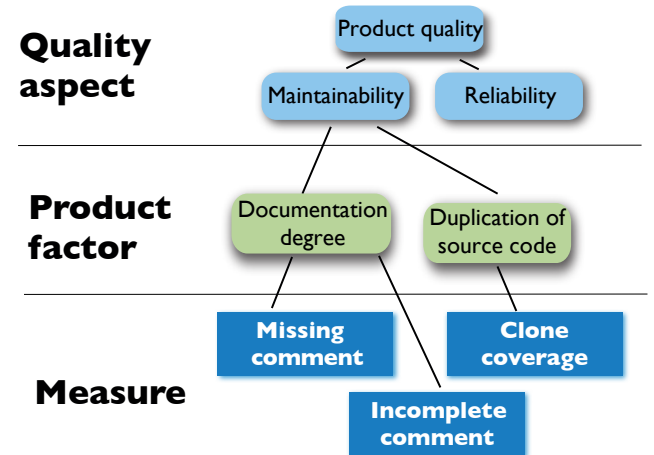 Quality
aspect
Product quality
Maintainability
Reliability
Product
factor
Documentation
degree
Duplication of
source code
Measure
Missing
comment
Clone
coverage
Incomplete
comment